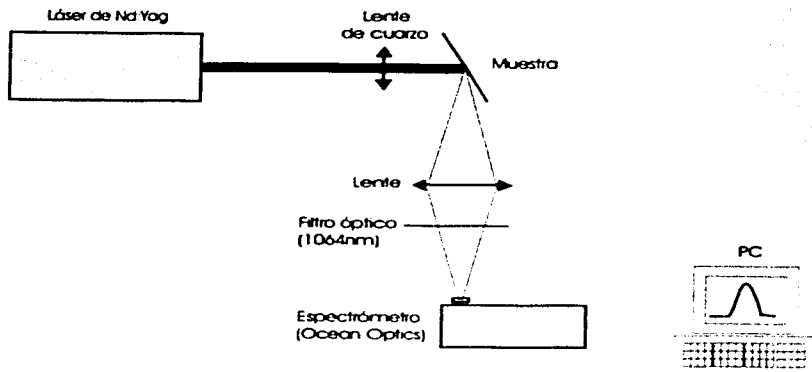 Láser de Nd:Yag
Lente
de cuarzo
Muestra
Lente
Filtro óptico
(1064nm)
PC
Espectrómetro
(Ocean Optics)